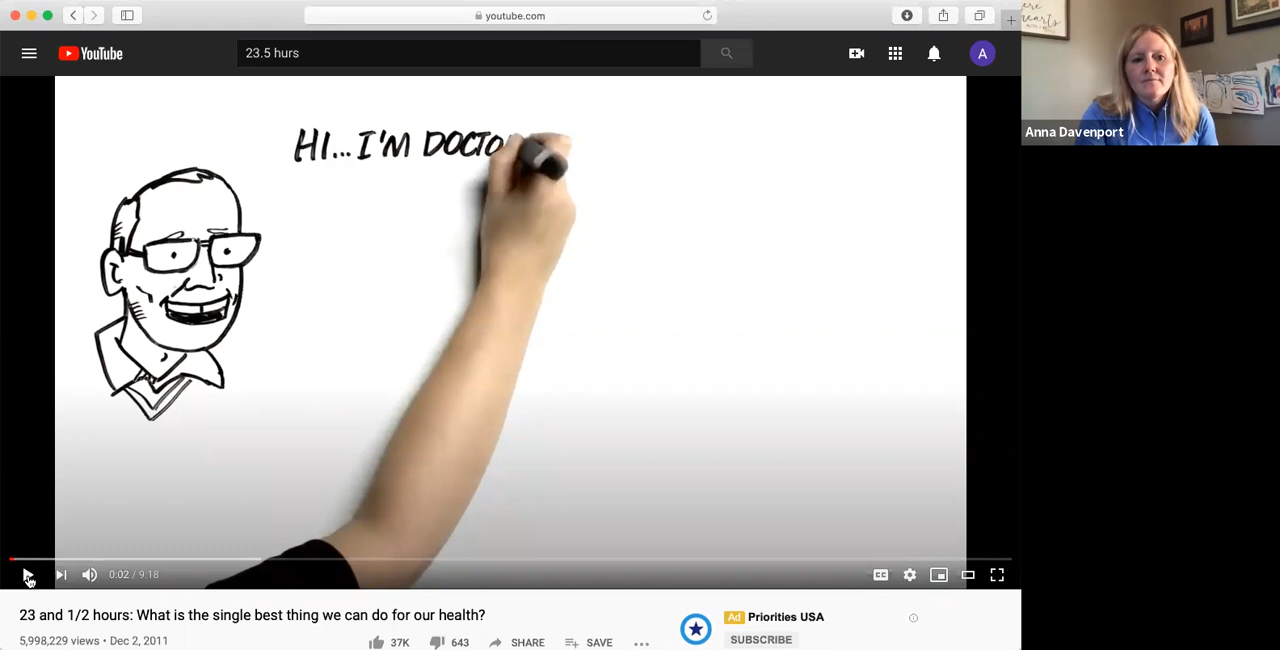 youtube.com
YouTube
23.5 hurs
A
HI...I'M DOCTO
Anna Davenport
0:02 / 9:18
CC
23 and 1/2 hours: What is the single best thing we can do for our health?
5,998,229 views • Dec 2, 2011
37K
643
SHARE
SAVE
Ad Priorities USA
SUBSCRIBE
hearts